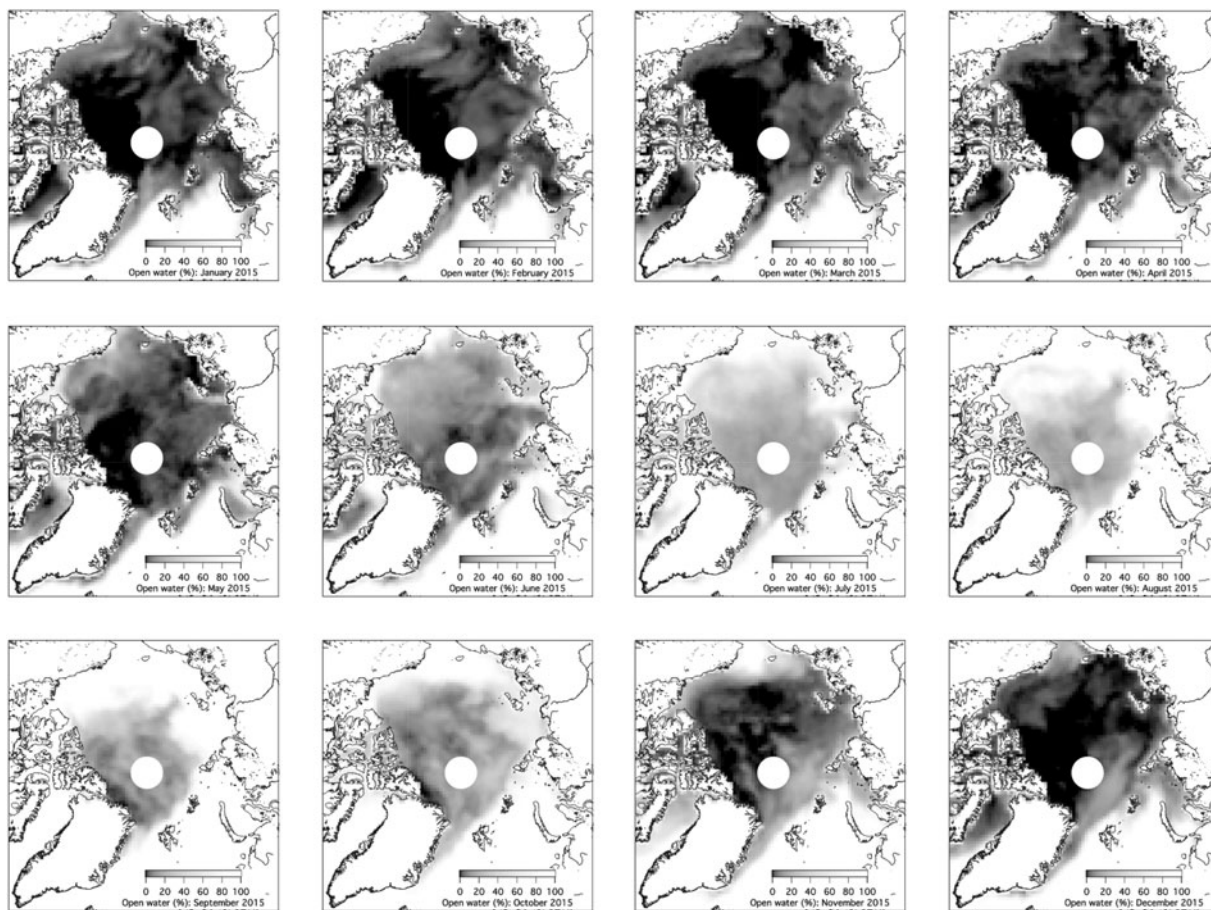 0 20 40 60 80 100
Open water (%): January 2015
0 20 40 60 80 100
Open water (%): February 2015
0 20 40 60 80 100
Open water (%): March 2015
0 20 40 60 80 100
Open water (%): April 2015
0 20 40 60 80 100
Open water (%): May 2015
0 20 40 60 80 100
Open water (%): June 2015
0 20 40 60 80 100
Open water (%): July 2015
0 20 40 60 80 100
Open water (%): August 2015
0 20 40 60 80 100
Open water (%): September 2015
0 20 40 60 80 100
Open water (%): October 2015
0 20 40 60 80 100
Open water (%): November 2015
0 20 40 60 80 100
Open water (%): December 2015